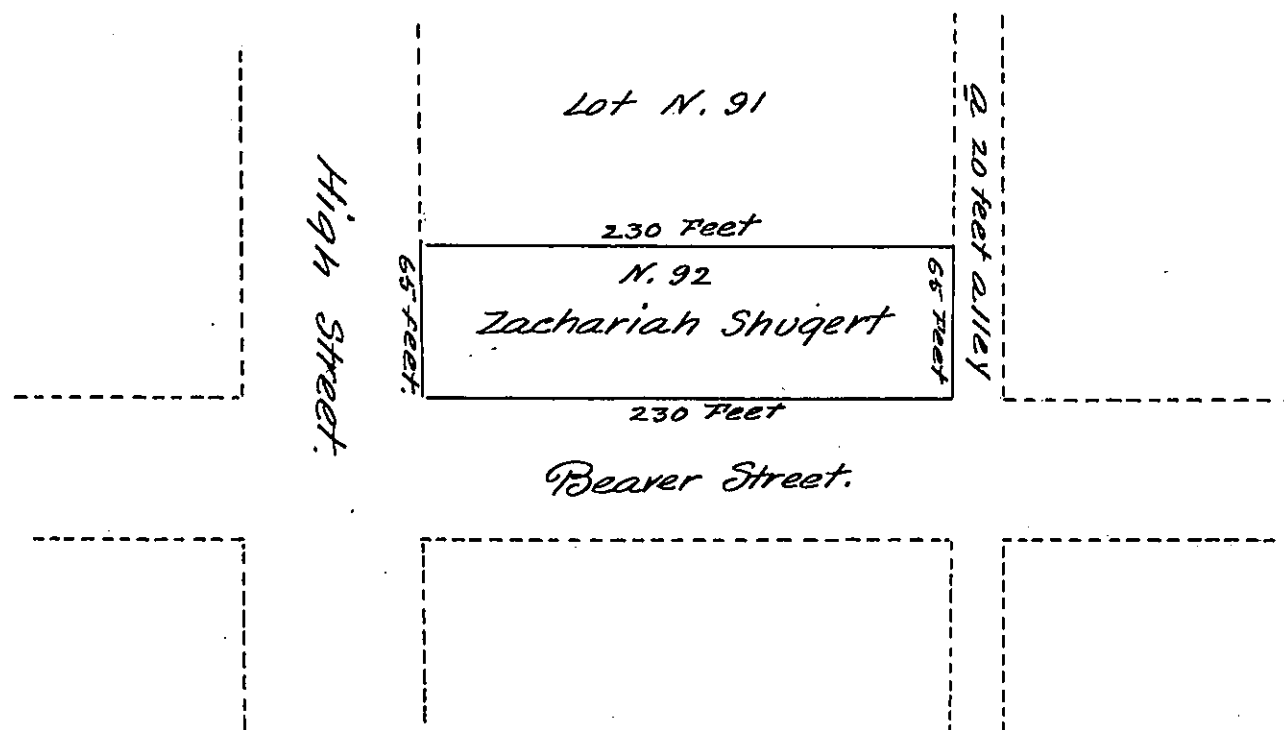 Lot N. 91
a 20 feet alley
High Street.
230 Feet
65 feet.
N. 92
Zachariah Shugert
65 Feet
230 Feet
Beaver Street.